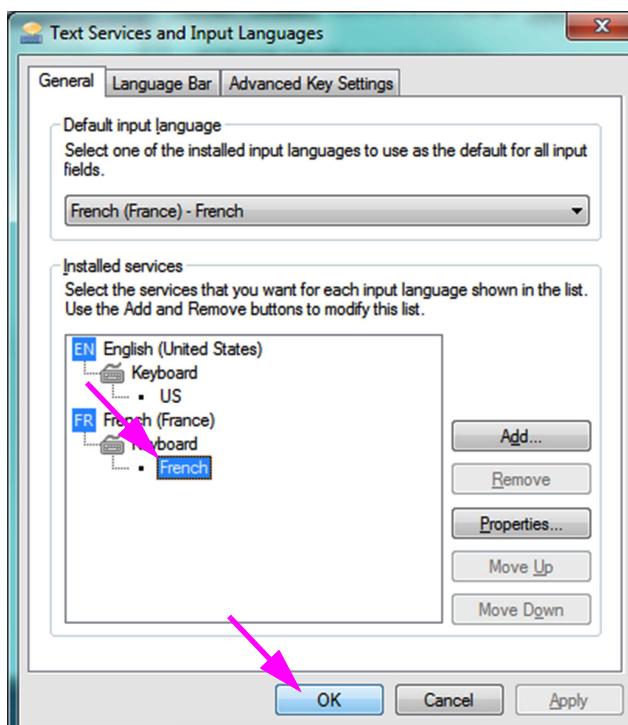 Text Services and Input Languages
General
Language Bar
Advanced Key Settings
Default input language
Select one of the installed input languages to use as the default for all input
fields.
French (France) - French
Installed services
Select the services that you want for each input language shown in the list.
Use the Add and Remove buttons to modify this list.
EN English (United States)
Keyboard
US
FR French (France)
Keyboard
French
Add...
Remove
Properties...
Move Up
Move Down
OK
Cancel
Apply